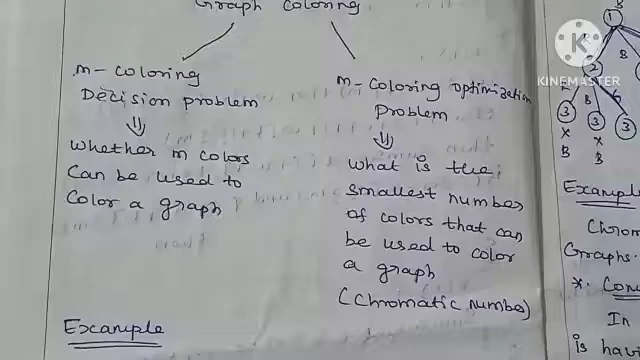 Graph Coloring
m-coloring
Decision problem
Whether m colors
Can be used to
Color a graph
m-Coloring optimization
Problem
What is the
smallest number
of colors that can
be used to color
a graph
(Chromatic number)
Example
1
B
2
3
3
3
X
X
B
B
Example
Chrom
Graphs.
* Con
In
is havi
K
KINEMASTER